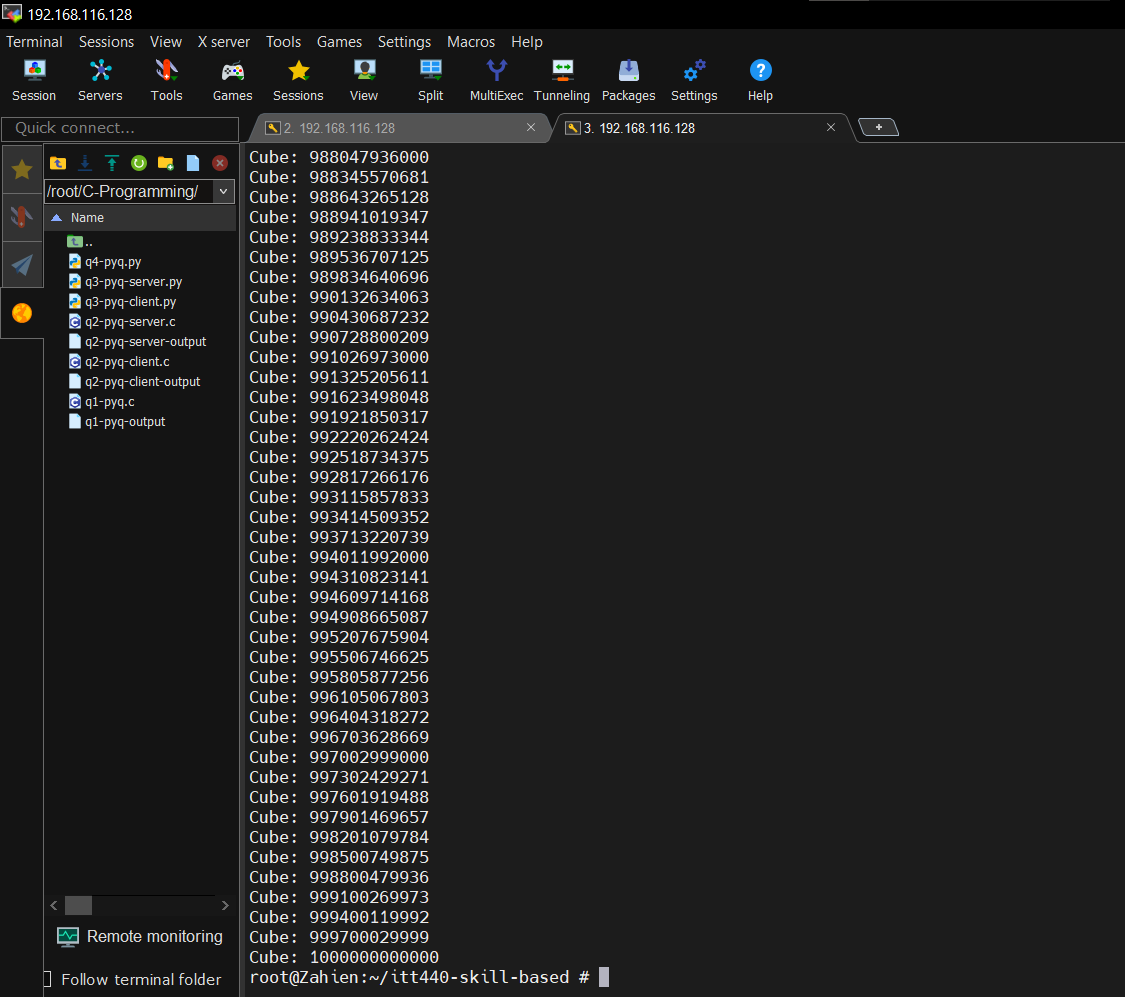 192.168.116.128
Terminal Sessions View X server Tools Games Settings Macros Help
Session Servers Tools Games Sessions View Split MultiExec Tunneling Packages Settings Help
Quick connect...
2. 192.168.116.128
3. 192.168.116.128
/root/C-Programming/
Name
..
q4-pyq.py
q3-pyq-server.py
q3-pyq-client.py
q2-pyq-server.c
q2-pyq-server-output
q2-pyq-client.c
q2-pyq-client-output
q1-pyq.c
q1-pyq-output
Remote monitoring
Follow terminal folder
Cube: 988047936000
Cube: 988345570681
Cube: 988643265128
Cube: 988941019347
Cube: 989238833344
Cube: 989536707125
Cube: 989834640696
Cube: 990132634063
Cube: 990430687232
Cube: 990728800209
Cube: 991026973000
Cube: 991325205611
Cube: 991623498048
Cube: 991921850317
Cube: 992220262424
Cube: 992518734375
Cube: 992817266176
Cube: 993115857833
Cube: 993414509352
Cube: 993713220739
Cube: 994011992000
Cube: 994310823141
Cube: 994609714168
Cube: 994908665087
Cube: 995207675904
Cube: 995506746625
Cube: 995805877256
Cube: 996105067803
Cube: 996404318272
Cube: 996703628669
Cube: 997002999000
Cube: 997302429271
Cube: 997601919488
Cube: 997901469657
Cube: 998201079784
Cube: 998500749875
Cube: 998800479936
Cube: 999100269973
Cube: 999400119992
Cube: 999700029999
Cube: 1000000000000
root@Zahien:~/itt440-skill-based #